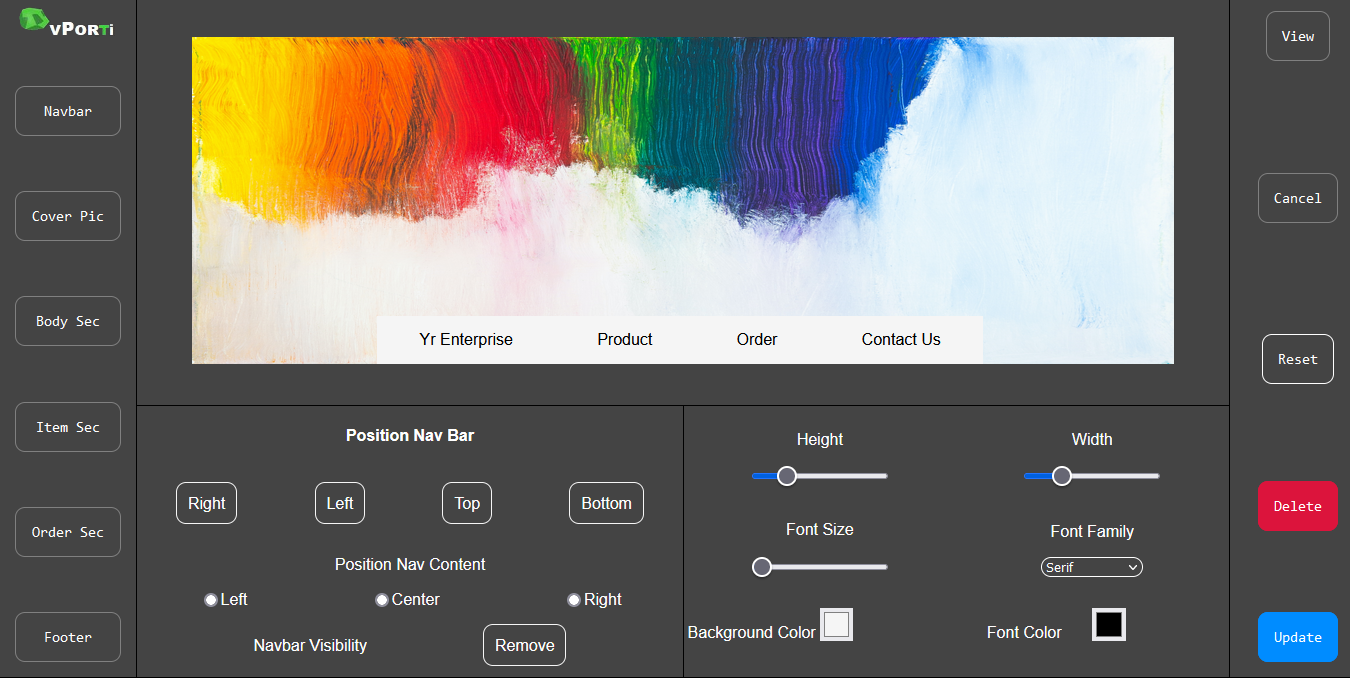 vPorTi
Navbar
Cover Pic
Body Sec
Item Sec
Order Sec
Footer
Yr Enterprise Product Order Contact Us
Position Nav Bar
Right Left Top Bottom
Position Nav Content
Left Center Right
Navbar Visibility Remove
Height Width
Font Size Font Family
Serif
Background Color Font Color
View
Cancel
Reset
Delete
Update